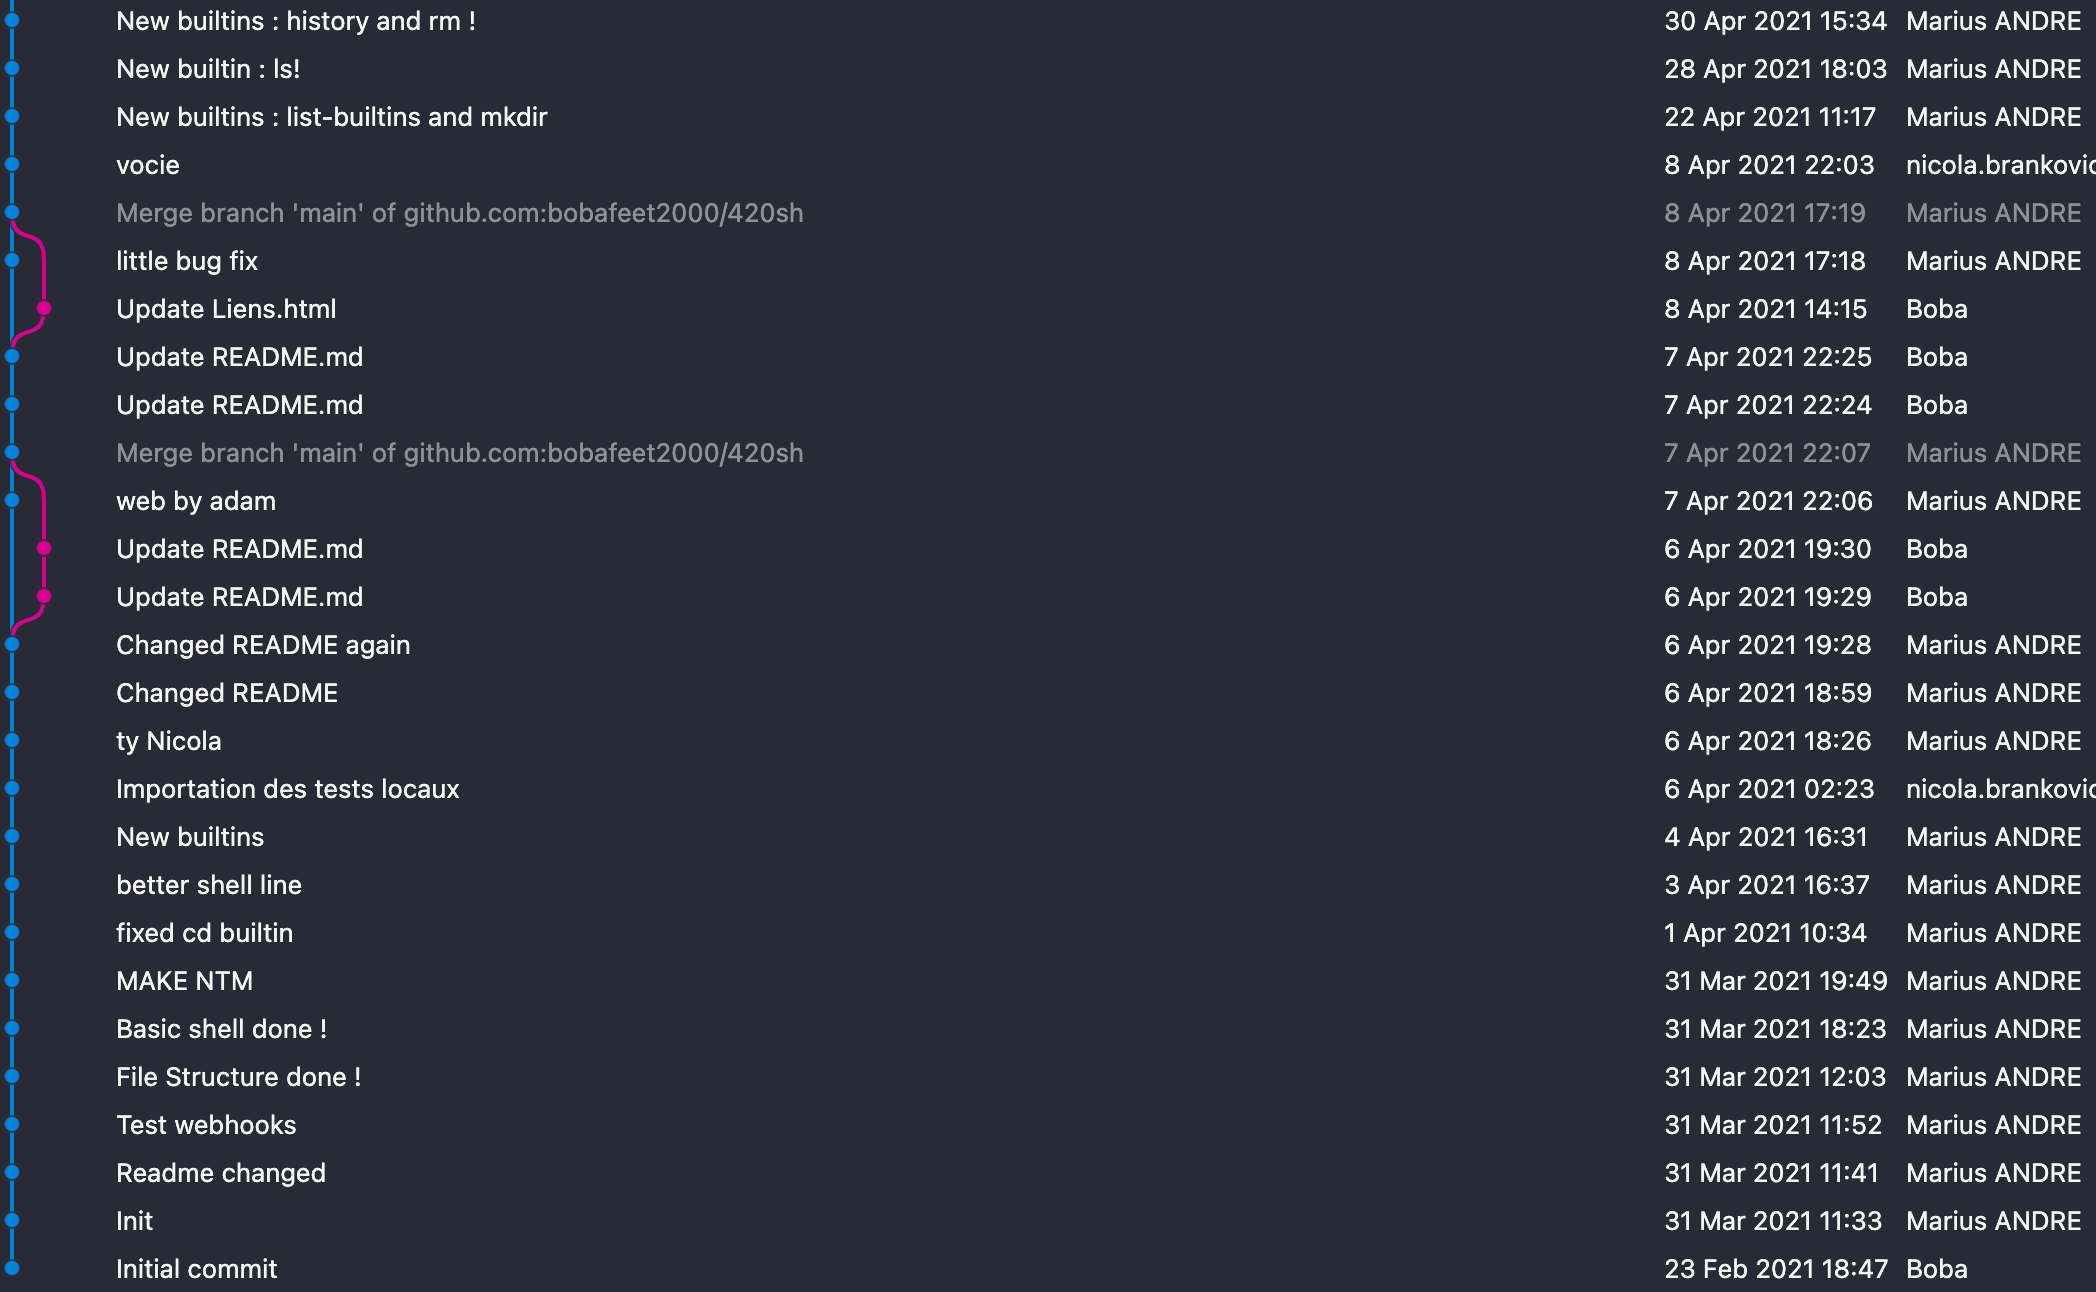 New builtins : history and rm ! 30 Apr 2021 15:34 Marius ANDRE
New builtin : ls! 28 Apr 2021 18:03 Marius ANDRE
New builtins : list-builtins and mkdir 22 Apr 2021 11:17 Marius ANDRE
vocie 8 Apr 2021 22:03 nicola.brankovic
Merge branch 'main' of github.com:bobafeet2000/420sh 8 Apr 2021 17:19 Marius ANDRE
little bug fix 8 Apr 2021 17:18 Marius ANDRE
Update Liens.html 8 Apr 2021 14:15 Boba
Update README.md 7 Apr 2021 22:25 Boba
Update README.md 7 Apr 2021 22:24 Boba
Merge branch 'main' of github.com:bobafeet2000/420sh 7 Apr 2021 22:07 Marius ANDRE
web by adam 7 Apr 2021 22:06 Marius ANDRE
Update README.md 6 Apr 2021 19:30 Boba
Update README.md 6 Apr 2021 19:29 Boba
Changed README again 6 Apr 2021 19:28 Marius ANDRE
Changed README 6 Apr 2021 18:59 Marius ANDRE
ty Nicola 6 Apr 2021 18:26 Marius ANDRE
Importation des tests locaux 6 Apr 2021 02:23 nicola.brankovic
New builtins 4 Apr 2021 16:31 Marius ANDRE
better shell line 3 Apr 2021 16:37 Marius ANDRE
fixed cd builtin 1 Apr 2021 10:34 Marius ANDRE
MAKE NTM 31 Mar 2021 19:49 Marius ANDRE
Basic shell done ! 31 Mar 2021 18:23 Marius ANDRE
File Structure done ! 31 Mar 2021 12:03 Marius ANDRE
Test webhooks 31 Mar 2021 11:52 Marius ANDRE
Readme changed 31 Mar 2021 11:41 Marius ANDRE
Init 31 Mar 2021 11:33 Marius ANDRE
Initial commit 23 Feb 2021 18:47 Boba